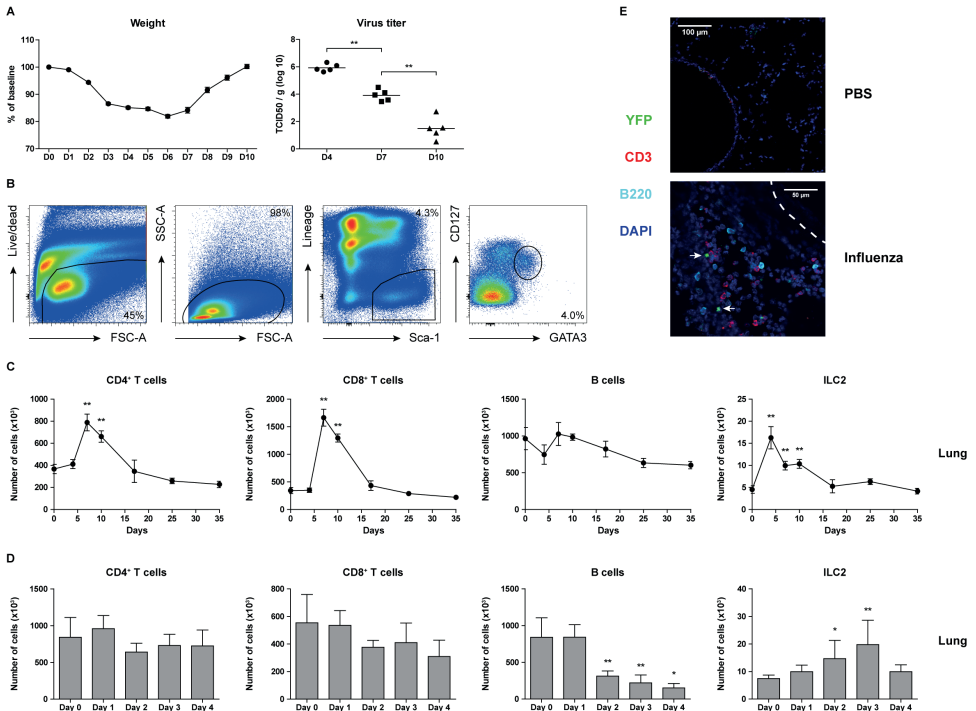 A
Weight
% of baseline
100
90
80
70
D0 D1 D2 D3 D4 D5 D6 D7 D8 D9 D10
Virus titer
TCID50 / g (log 10)
8
6
4
2
0
** **
D4 D7 D10
B
Live/dead
45%
FSC-A
SSC-A
98%
FSC-A
Lineage
4.3%
Sca-1
CD127
4.0%
GATA3
C
CD4⁺ T cells
Number of cells (x10³)
1000
800
600
400
200
0
** **
0 5 10 15 20 25 30 35
Days
CD8⁺ T cells
Number of cells (x10³)
2000
1600
1200
800
400
0
** **
0 5 10 15 20 25 30 35
Days
B cells
Number of cells (x10³)
1500
1000
500
0
0 5 10 15 20 25 30 35
Days
ILC2
Number of cells (x10³)
25
20
15
10
5
0
** ** **
0 5 10 15 20 25 30 35
Days
Lung
D
CD4⁺ T cells
Number of cells (x10³)
1500
1000
500
0
Day 0 Day 1 Day 2 Day 3 Day 4
CD8⁺ T cells
Number of cells (x10³)
800
600
400
200
0
Day 0 Day 1 Day 2 Day 3 Day 4
B cells
Number of cells (x10³)
1500
1000
500
0
** ** *
Day 0 Day 1 Day 2 Day 3 Day 4
ILC2
Number of cells (x10³)
40
30
20
10
0
* **
Day 0 Day 1 Day 2 Day 3 Day 4
Lung
E
YFP
CD3
B220
DAPI
100 µm
PBS
50 µm
Influenza